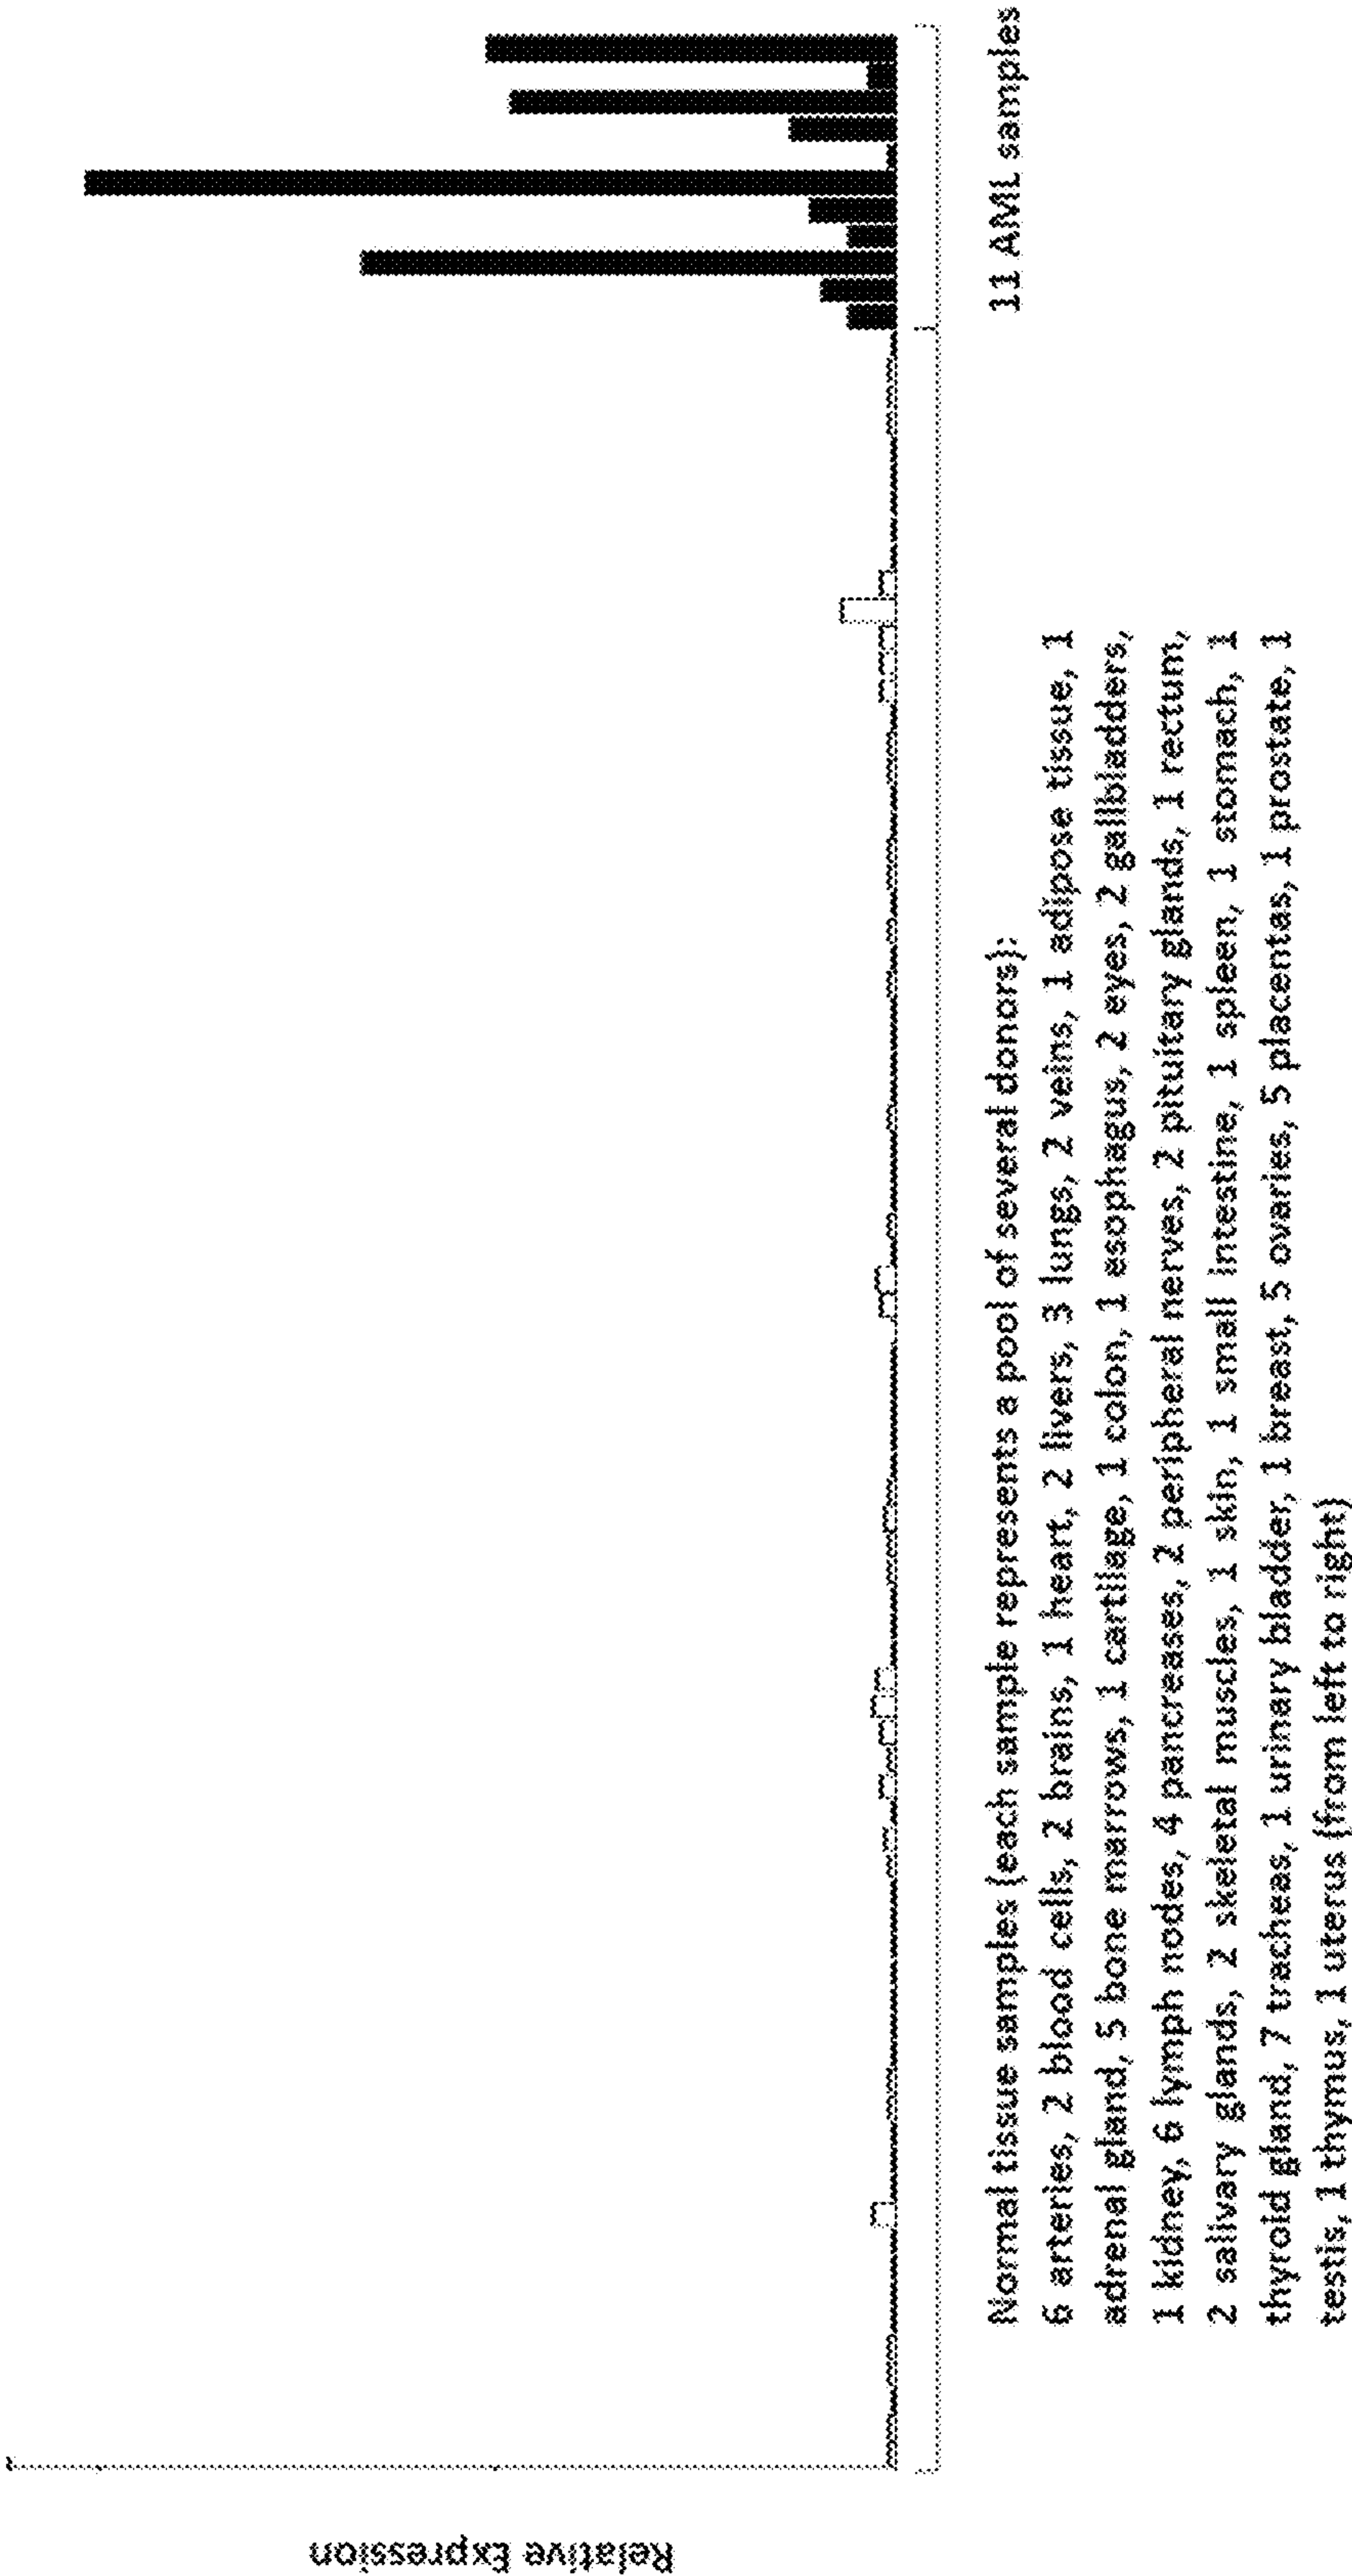 Relative Expression
11 AML samples
Normal tissue samples (each sample represents a pool of several donors):
6 arteries, 2 blood cells, 2 brains, 1 heart, 2 livers, 3 lungs, 2 veins, 1 adipose tissue, 1
adrenal gland, 5 bone marrows, 1 cartilage, 1 colon, 1 esophagus, 2 eyes, 2 gallbladders,
1 kidney, 6 lymph nodes, 4 pancreases, 2 peripheral nerves, 2 pituitary glands, 1 rectum,
2 salivary glands, 2 skeletal muscles, 1 skin, 1 small intestine, 1 spleen, 1 stomach, 1
thyroid gland, 7 tracheas, 1 urinary bladder, 1 breast, 5 ovaries, 5 placentas, 1 prostate, 1
testis, 1 thymus, 1 uterus (from left to right)